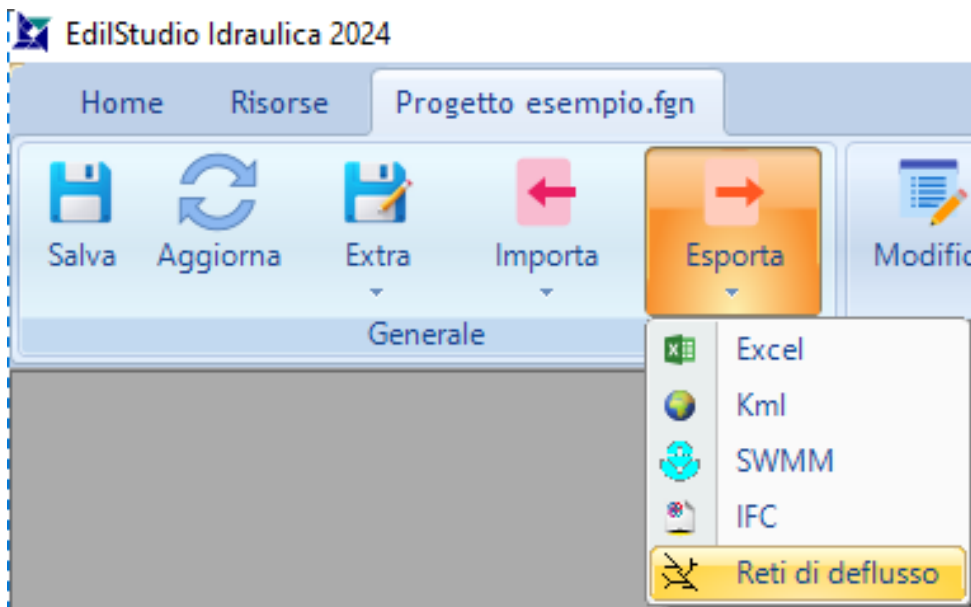 EdilStudio Idraulica 2024
Home Risorse Progetto esempio.fgn
Salva Aggiorna Extra Importa Esporta
Generale
Excel
Kml
SWMM
IFC
Reti di deflusso